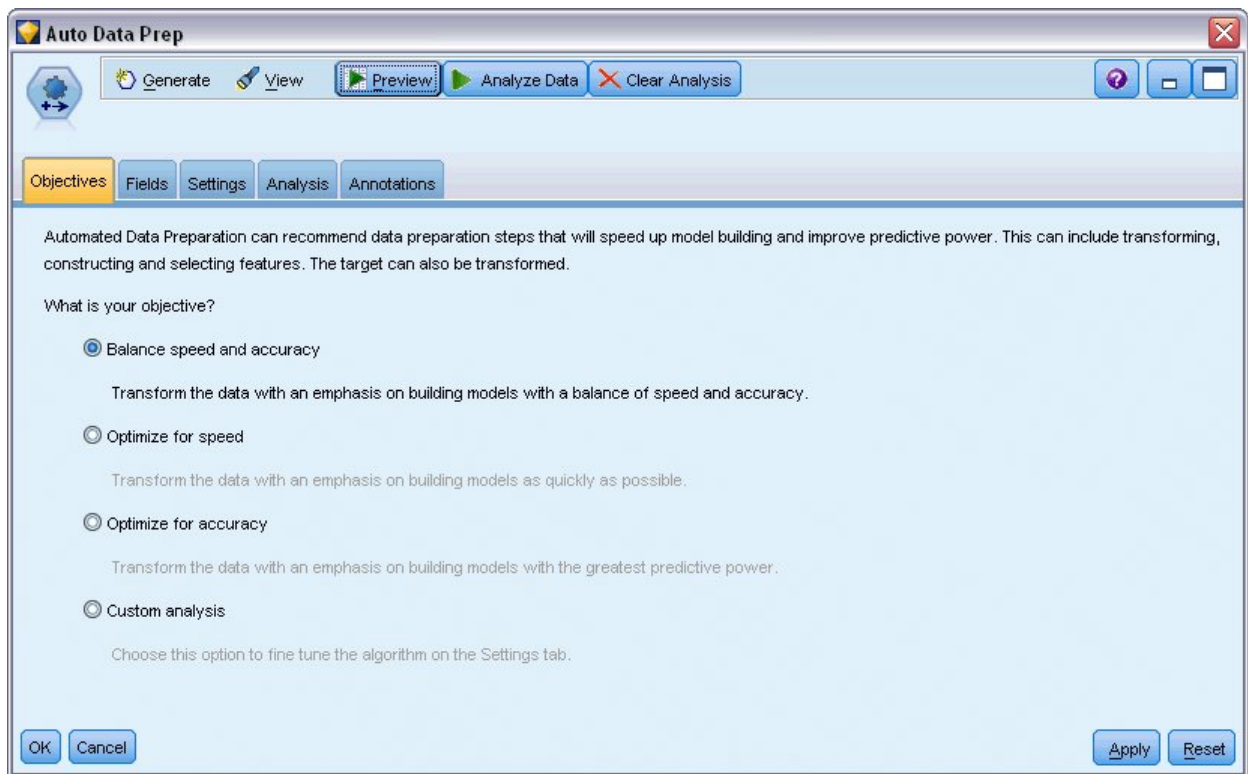 Auto Data Prep
Generate View Preview Analyze Data Clear Analysis
Objectives Fields Settings Analysis Annotations
Automated Data Preparation can recommend data preparation steps that will speed up model building and improve predictive power. This can include transforming,
constructing and selecting features. The target can also be transformed.
What is your objective?
Balance speed and accuracy
Transform the data with an emphasis on building models with a balance of speed and accuracy.
Optimize for speed
Transform the data with an emphasis on building models as quickly as possible.
Optimize for accuracy
Transform the data with an emphasis on building models with the greatest predictive power.
Custom analysis
Choose this option to fine tune the algorithm on the Settings tab.
OK Cancel Apply Reset